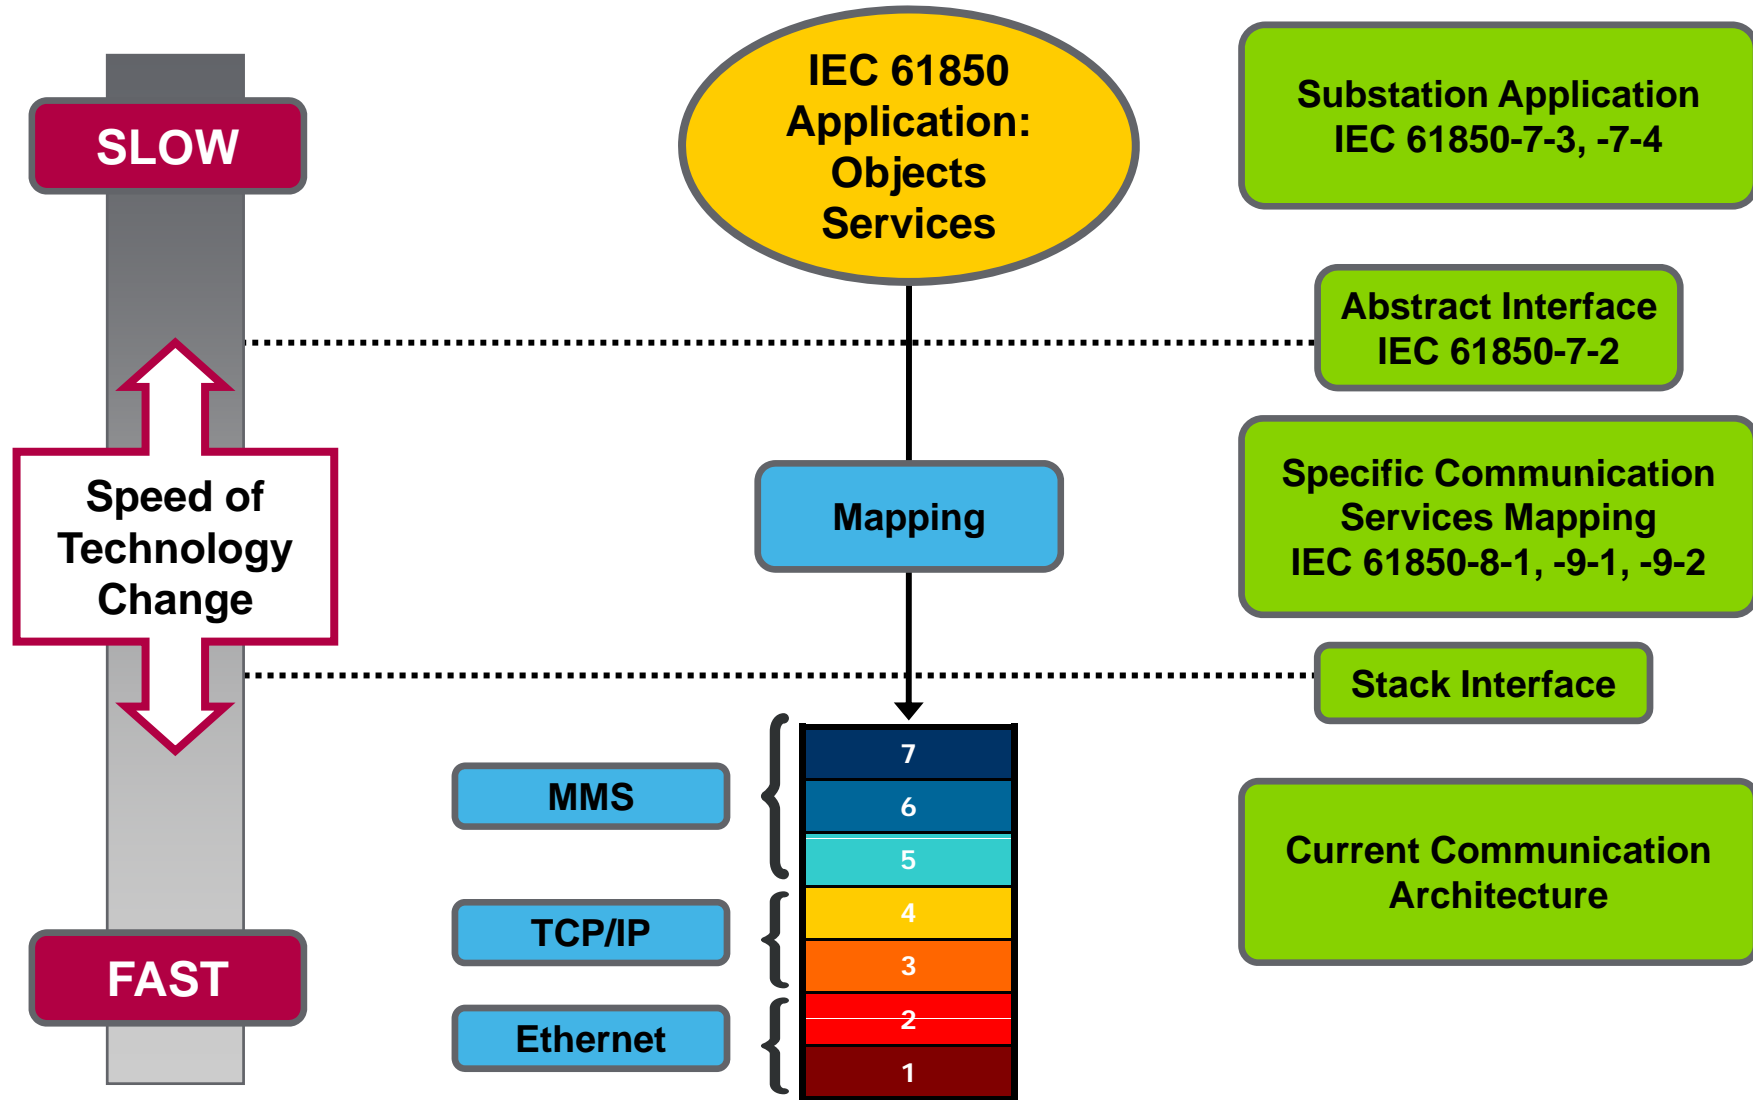 SLOW
Speed of
Technology
Change
FAST
IEC 61850
Application:
Objects
Services
Mapping
MMS
TCP/IP
Ethernet
7
6
5
4
3
2
1
Substation Application
IEC 61850-7-3, -7-4
Abstract Interface
IEC 61850-7-2
Specific Communication
Services Mapping
IEC 61850-8-1, -9-1, -9-2
Stack Interface
Current Communication
Architecture